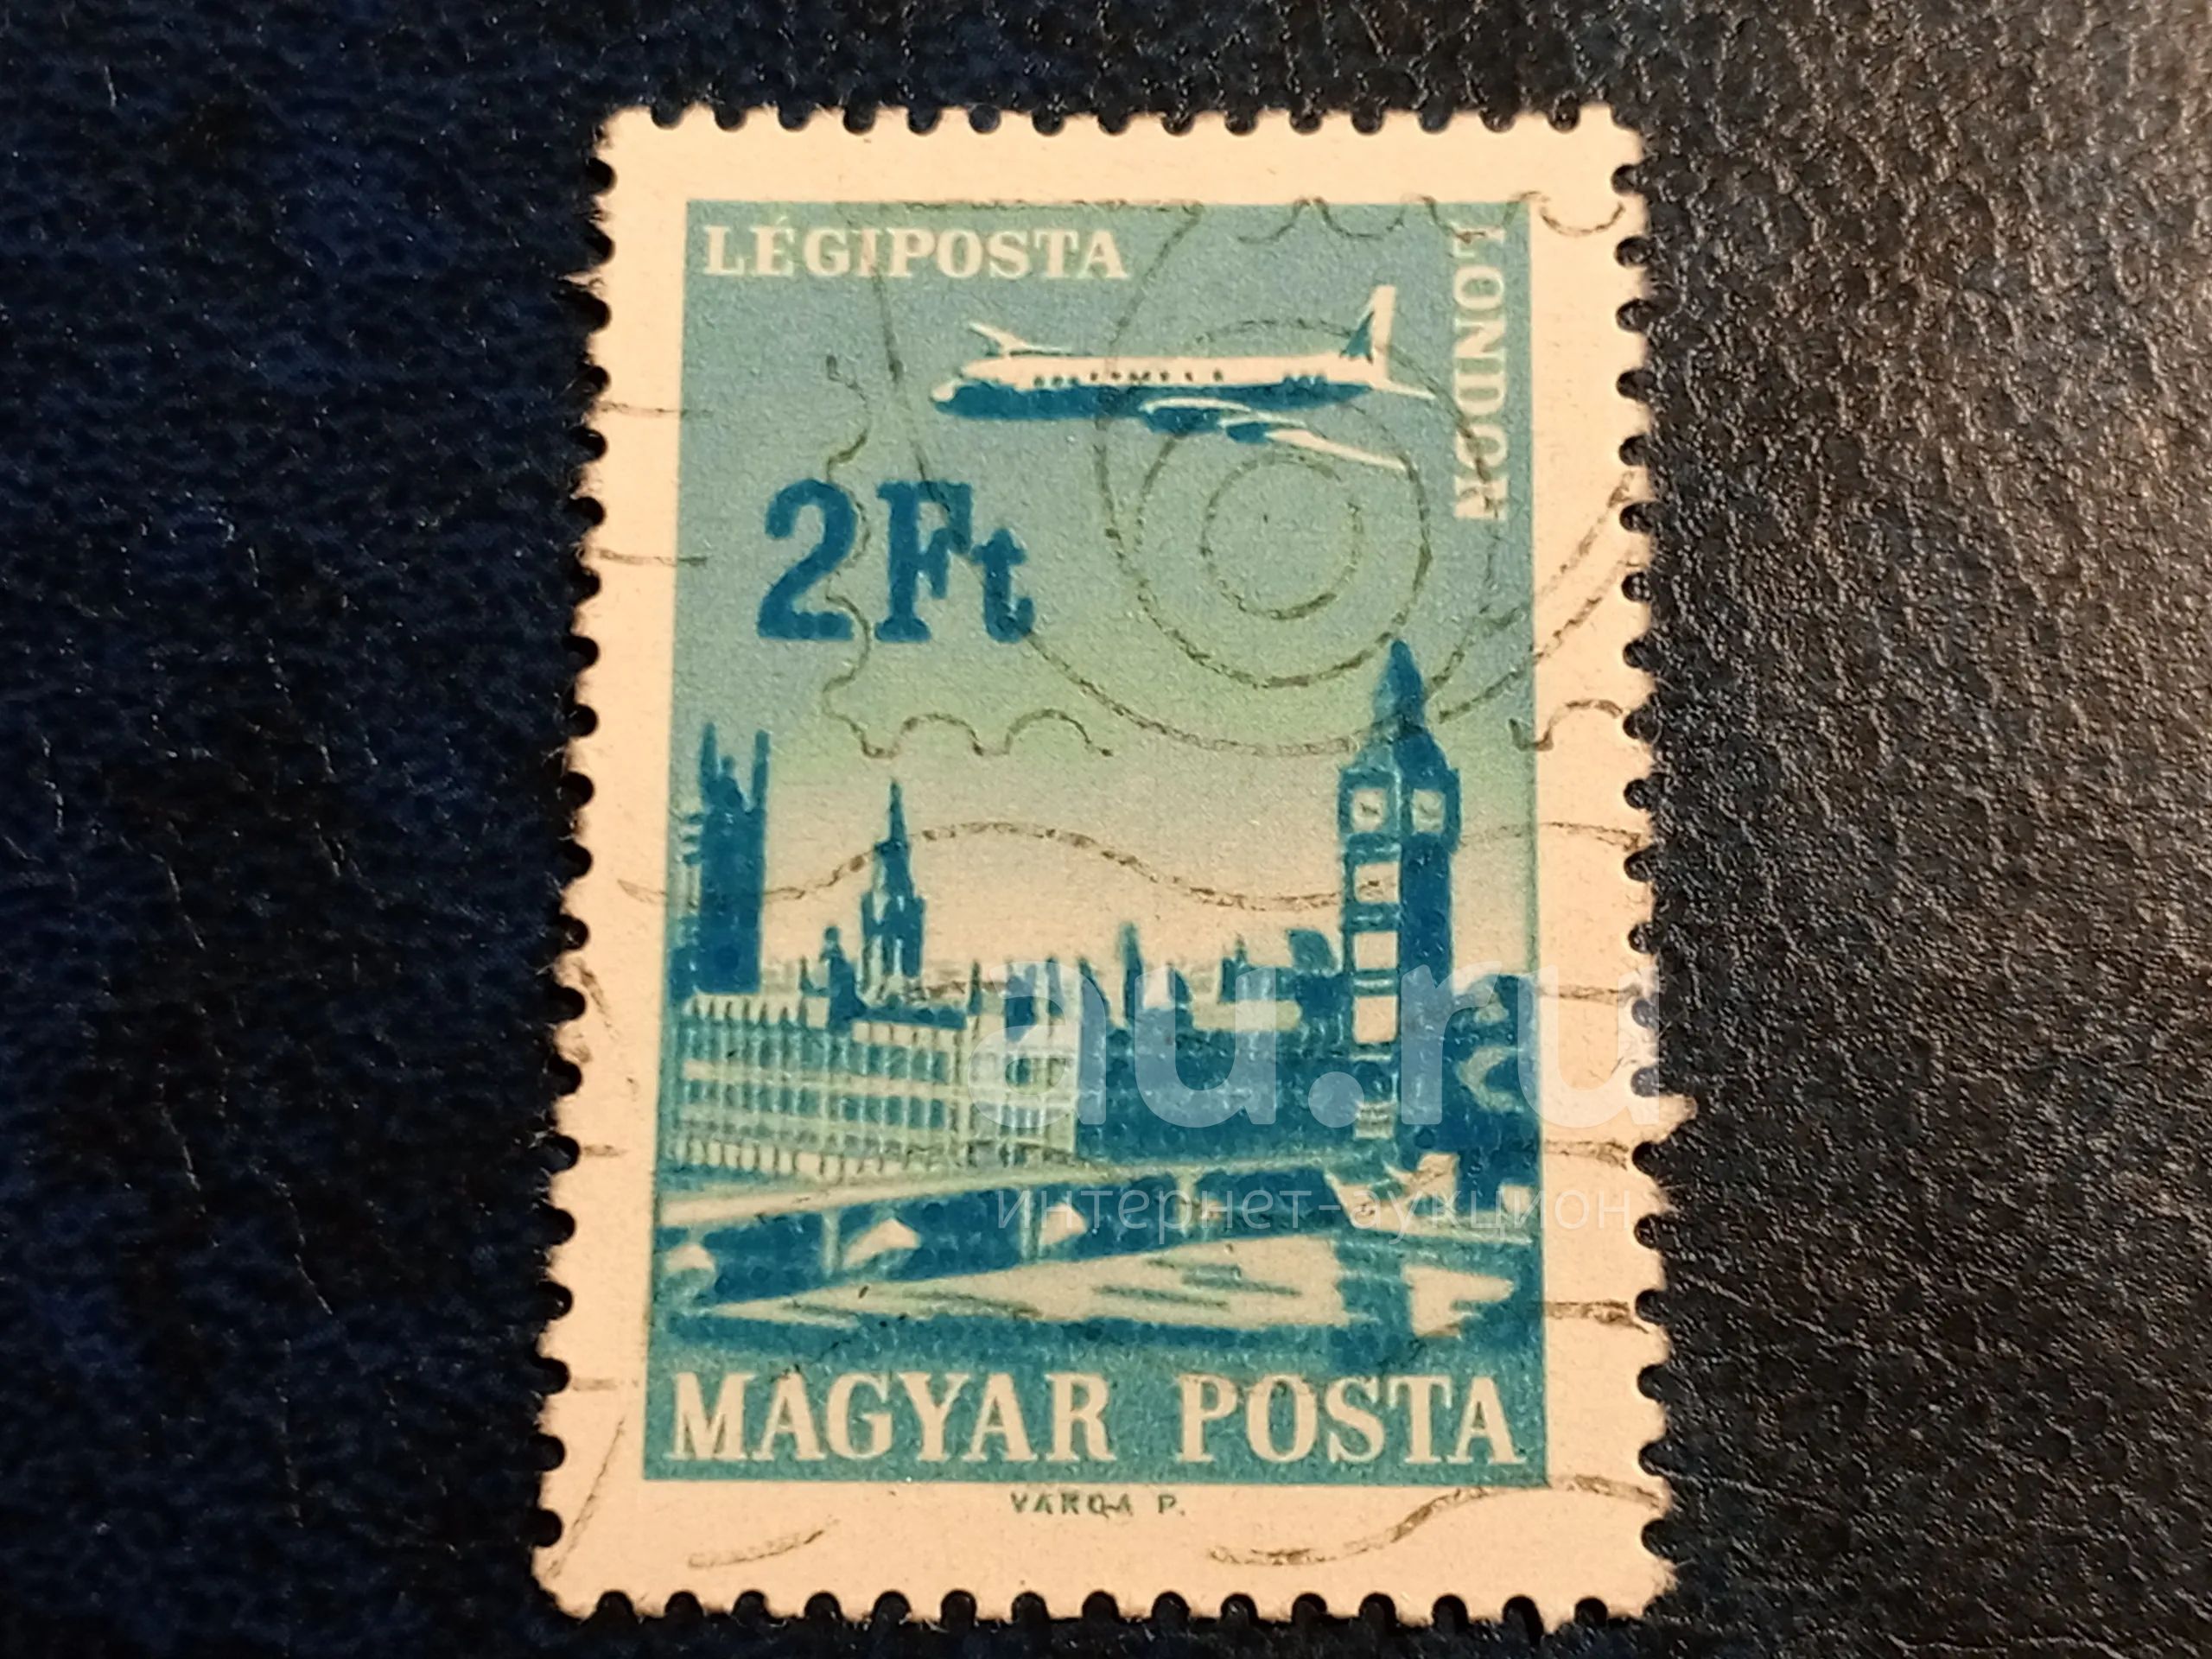 LÉGIPOSTA
LONDON
2Ft
au.ru
интернет-аукцион
MAGYAR POSTA
VARGA P.